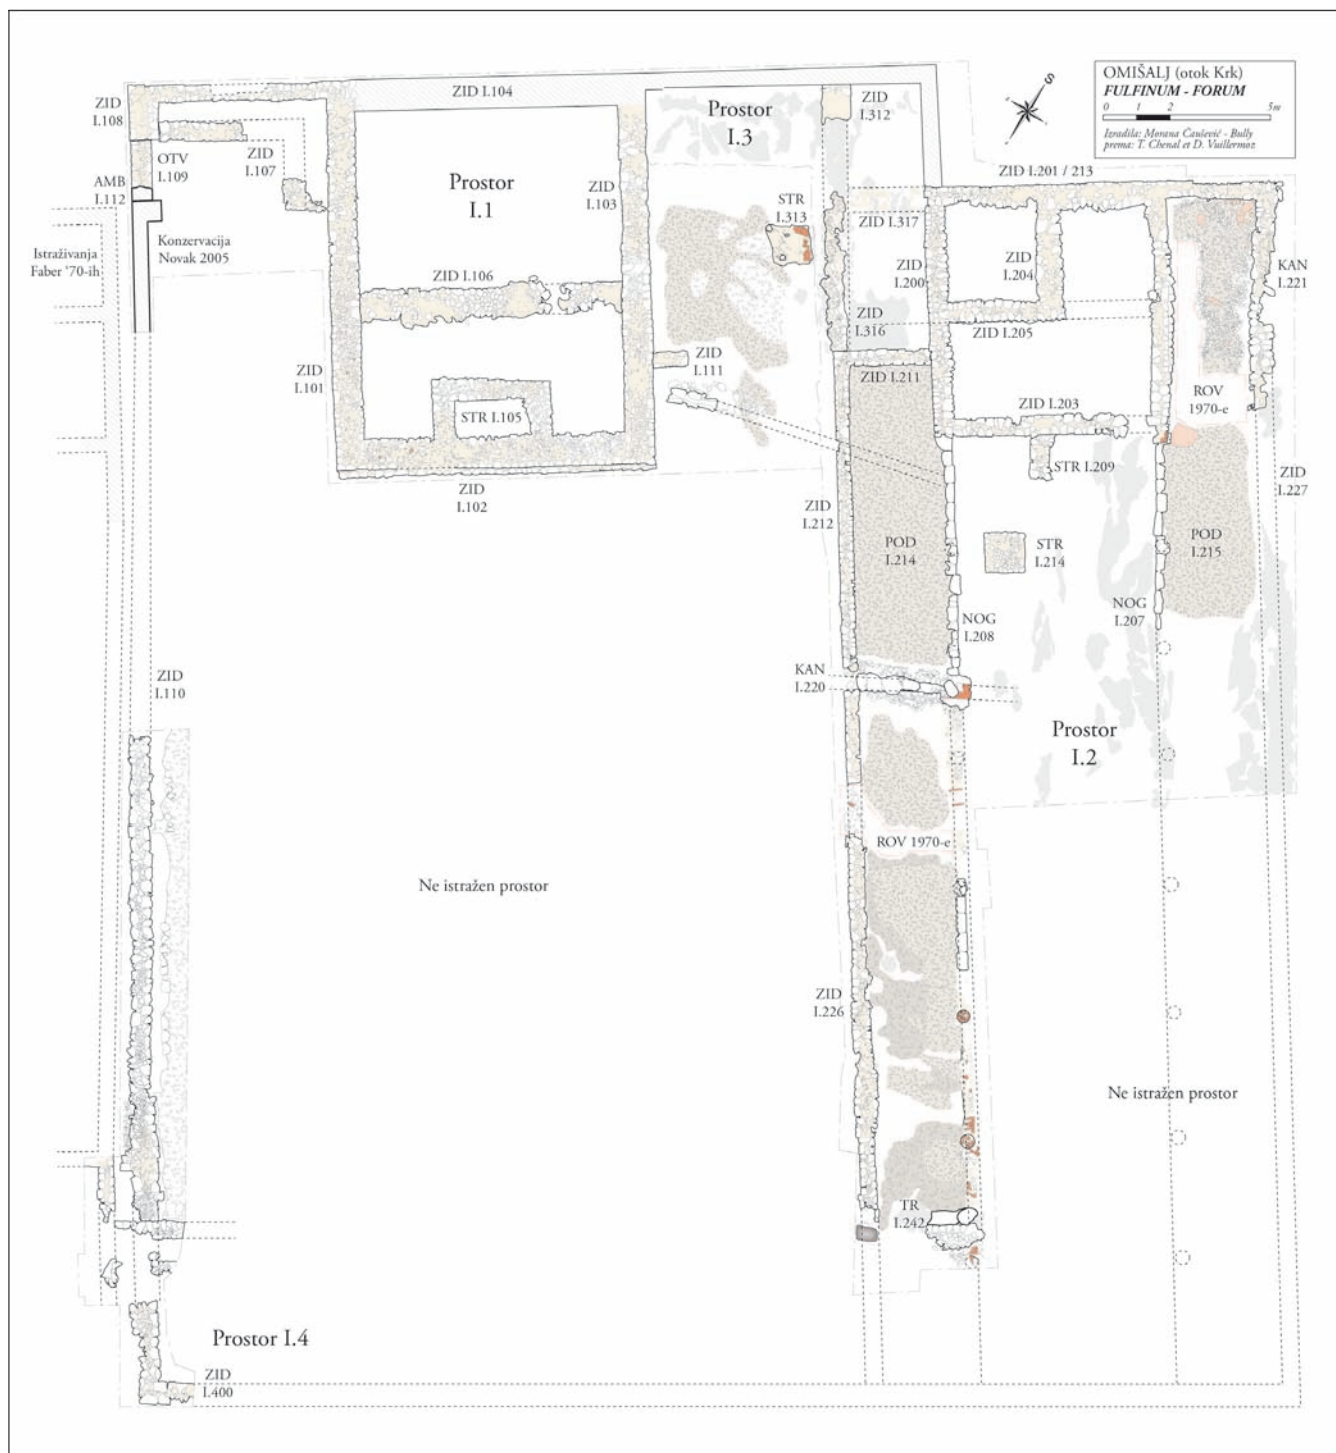 OMIŠALJ (otok Krk)
FULFINUM - FORUM
0 1 2 5m
Izradila: Morana Čaušević - Bully
prema: T. Chenal et D. Vuillermoz
S
ZID
I.108
ZID I.104
Prostor
I.3
ZID
I.312
OTV
I.109
ZID
I.107
AMB
I.112
Prostor
I.1
ZID
I.103
STR
I.313
ZID I.201 / 213
ZID I.317
Istraživanja
Faber '70-ih
Konzervacija
Novak 2005
ZID
I.200
ZID
I.204
KAN
I.221
ZID I.106
ZID
I.316
ZID I.205
ZID
I.101
ZID
I.111
ZID I.211
ROV
1970-e
STR I.105
ZID I.203
STR I.209
ZID
I.102
ZID
I.212
ZID
I.227
POD
I.214
STR
I.214
POD
I.215
NOG
I.208
NOG
I.207
KAN
I.220
ZID
I.110
Prostor
I.2
ROV 1970-e
Ne istražen prostor
ZID
I.226
Ne istražen prostor
TR
I.242
Prostor I.4
ZID
I.400